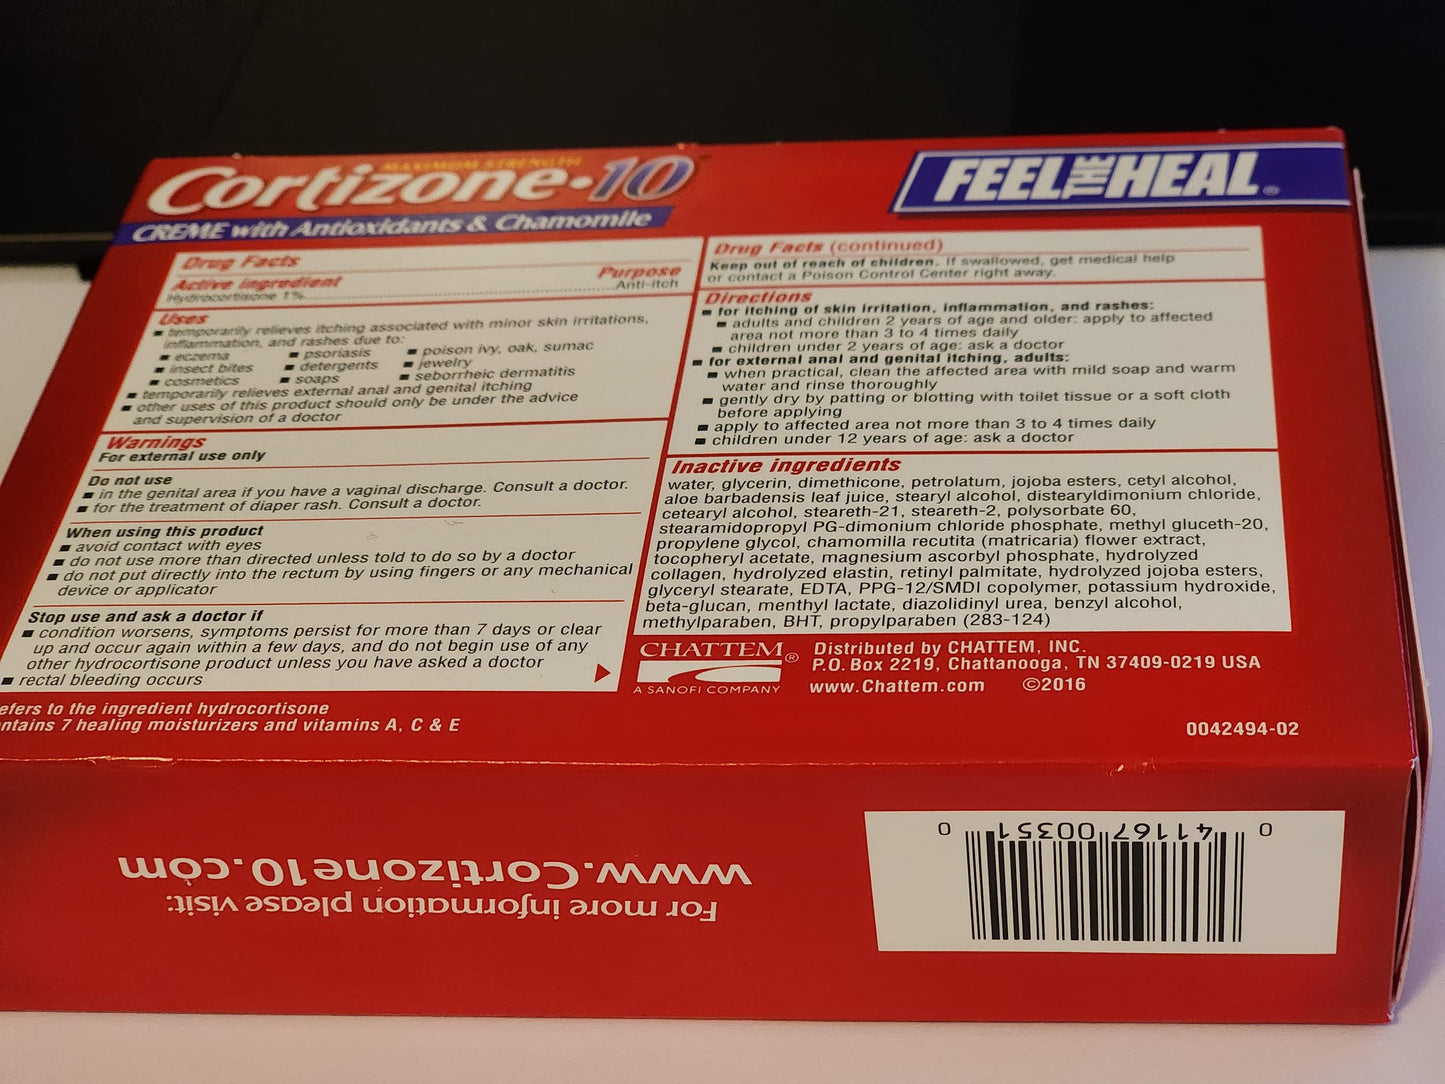 MAXIMUM STRENGTH
Cortizone•10
CREME with Antioxidants & Chamomile
FEEL THE HEAL®
Drug Facts
Active ingredient Purpose
Hydrocortisone 1%......Anti-itch
Uses
▪ temporarily relieves itching associated with minor skin irritations,
inflammation, and rashes due to:
▪ eczema ▪ psoriasis ▪ poison ivy, oak, sumac
▪ insect bites ▪ detergents ▪ jewelry
▪ cosmetics ▪ soaps ▪ seborrheic dermatitis
▪ temporarily relieves external anal and genital itching
▪ other uses of this product should only be under the advice
and supervision of a doctor
Warnings
For external use only
Do not use
▪ in the genital area if you have a vaginal discharge. Consult a doctor.
▪ for the treatment of diaper rash. Consult a doctor.
When using this product
▪ avoid contact with eyes
▪ do not use more than directed unless told to do so by a doctor
▪ do not put directly into the rectum by using fingers or any mechanical
device or applicator
Stop use and ask a doctor if
▪ condition worsens, symptoms persist for more than 7 days or clear
up and occur again within a few days, and do not begin use of any
other hydrocortisone product unless you have asked a doctor
▪ rectal bleeding occurs
Drug Facts (continued)
Keep out of reach of children. If swallowed, get medical help
or contact a Poison Control Center right away.
Directions
▪ for itching of skin irritation, inflammation, and rashes:
▪ adults and children 2 years of age and older: apply to affected
area not more than 3 to 4 times daily
▪ children under 2 years of age: ask a doctor
▪ for external anal and genital itching, adults:
▪ when practical, clean the affected area with mild soap and warm
water and rinse thoroughly
▪ gently dry by patting or blotting with toilet tissue or a soft cloth
before applying
▪ apply to affected area not more than 3 to 4 times daily
▪ children under 12 years of age: ask a doctor
Inactive ingredients
water, glycerin, dimethicone, petrolatum, jojoba esters, cetyl alcohol,
aloe barbadensis leaf juice, stearyl alcohol, distearyldimonium chloride,
cetearyl alcohol, steareth-21, steareth-2, polysorbate 60,
stearamidopropyl PG-dimonium chloride phosphate, methyl gluceth-20,
propylene glycol, chamomilla recutita (matricaria) flower extract,
tocopheryl acetate, magnesium ascorbyl phosphate, hydrolyzed
collagen, hydrolyzed elastin, retinyl palmitate, hydrolyzed jojoba esters,
glyceryl stearate, EDTA, PPG-12/SMDI copolymer, potassium hydroxide,
beta-glucan, menthyl lactate, diazolidinyl urea, benzyl alcohol,
methylparaben, BHT, propylparaben (283-124)
CHATTEM®
A SANOFI COMPANY
Distributed by CHATTEM, INC.
P.O. Box 2219, Chattanooga, TN 37409-0219 USA
www.Chattem.com ©2016
efers to the ingredient hydrocortisone
ntains 7 healing moisturizers and vitamins A, C & E
0042494-02
For more information please visit:
www.Cortizone10.com
0 41167 00351 0